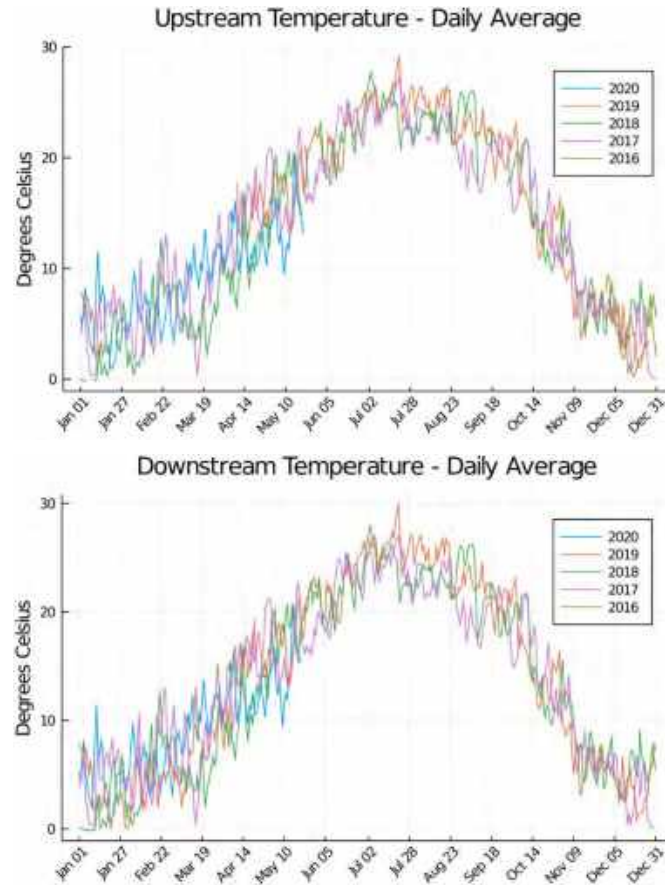 Upstream Temperature - Daily Average
30
20
10
0
Degrees Celsius
2020
2019
2018
2017
2016
Jan 01
Jan 27
Feb 22
Mar 19
Apr 14
May 10
Jun 05
Jul 02
Jul 28
Aug 23
Sep 18
Oct 14
Nov 09
Dec 05
Dec 31
Downstream Temperature - Daily Average
30
20
10
0
Degrees Celsius
2020
2019
2018
2017
2016
Jan 01
Jan 27
Feb 22
Mar 19
Apr 14
May 10
Jun 05
Jul 02
Jul 28
Aug 23
Sep 18
Oct 14
Nov 09
Dec 05
Dec 31